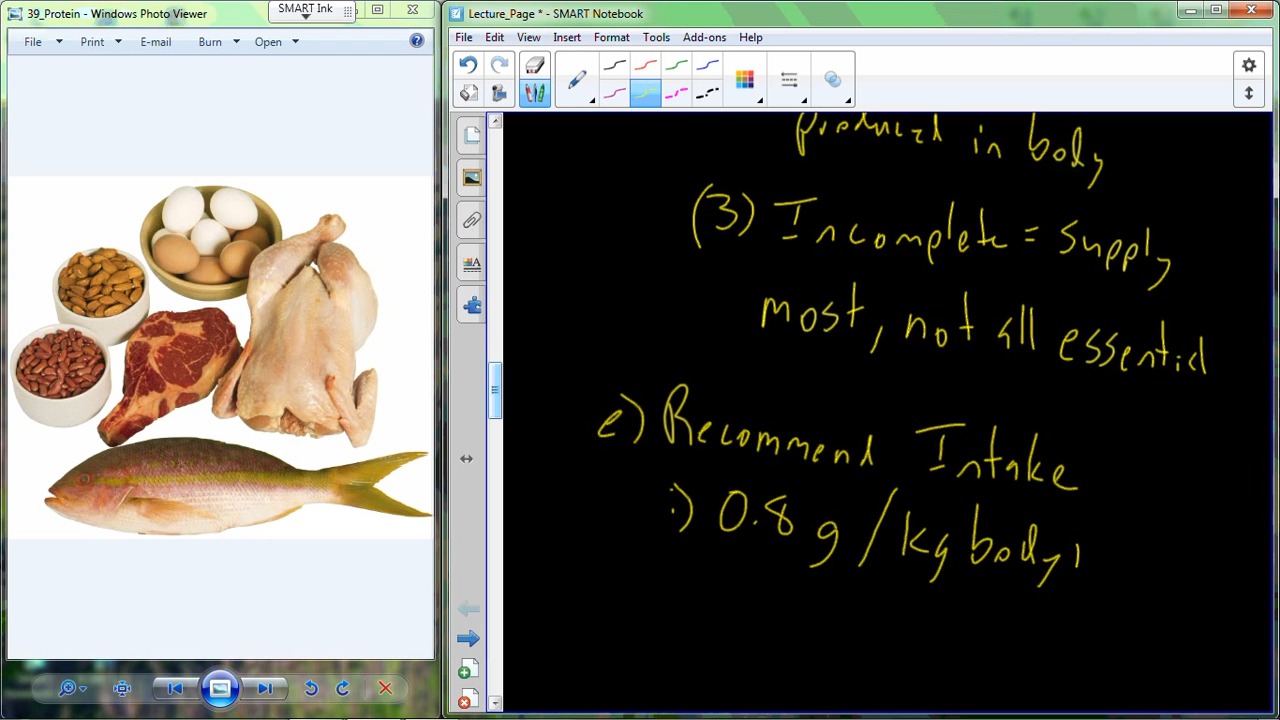 39_Protein - Windows Photo Viewer
SMART Ink
File Print E-mail Burn Open
Lecture_Page * - SMART Notebook
File Edit View Insert Format Tools Add-ons Help
produced in body
(3) Incomplete = supply
most, not all essential
e) Recommend Intake
i) 0.8 g / kg body